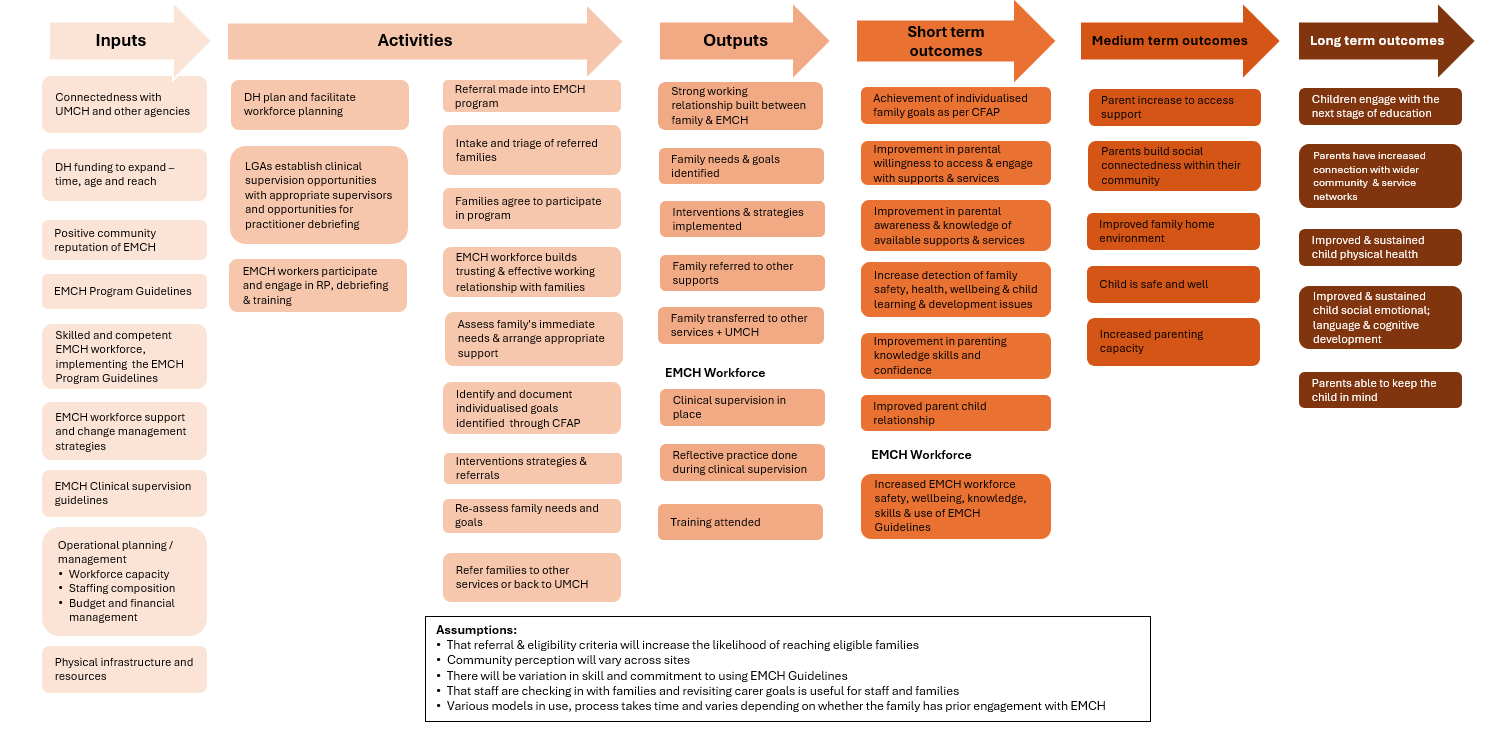 Inputs
Connectedness with
UMCH and other agencies
DH funding to expand –
time, age and reach
Positive community
reputation of EMCH
EMCH Program Guidelines
Skilled and competent
EMCH workforce,
implementing the EMCH
Program Guidelines
EMCH workforce support
and change management
strategies
EMCH Clinical supervision
guidelines
Operational planning /
management
• Workforce capacity
• Staffing composition
• Budget and financial
management
Physical infrastructure and
resources
Activities
DH plan and facilitate
workforce planning
LGAs establish clinical
supervision opportunities
with appropriate supervisors
and opportunities for
practitioner debriefing
EMCH workers participate
and engage in RP, debriefing
& training
Referral made into EMCH
program
Intake and triage of referred
families
Families agree to participate
in program
EMCH workforce builds
trusting & effective working
relationship with families
Assess family's immediate
needs & arrange appropriate
support
Identify and document
individualised goals
identified through CFAP
Interventions strategies &
referrals
Re-assess family needs and
goals
Refer families to other
services or back to UMCH
Outputs
Strong working
relationship built between
family & EMCH
Family needs & goals
identified
Interventions & strategies
implemented
Family referred to other
supports
Family transferred to other
services + UMCH
EMCH Workforce
Clinical supervision in
place
Reflective practice done
during clinical supervision
Training attended
Short term
outcomes
Achievement of individualised
family goals as per CFAP
Improvement in parental
willingness to access & engage
with supports & services
Improvement in parental
awareness & knowledge of
available supports & services
Increase detection of family
safety, health, wellbeing & child
learning & development issues
Improvement in parenting
knowledge skills and
confidence
Improved parent child
relationship
EMCH Workforce
Increased EMCH workforce
safety, wellbeing, knowledge,
skills & use of EMCH
Guidelines
Medium term outcomes
Parent increase to access
support
Parents build social
connectedness within their
community
Improved family home
environment
Child is safe and well
Increased parenting
capacity
Long term outcomes
Children engage with the
next stage of education
Parents have increased
connection with wider
community & service
networks
Improved & sustained
child physical health
Improved & sustained
child social emotional;
language & cognitive
development
Parents able to keep the
child in mind
Assumptions:
• That referral & eligibility criteria will increase the likelihood of reaching eligible families
• Community perception will vary across sites
• There will be variation in skill and commitment to using EMCH Guidelines
• That staff are checking in with families and revisiting carer goals is useful for staff and families
• Various models in use, process takes time and varies depending on whether the family has prior engagement with EMCH